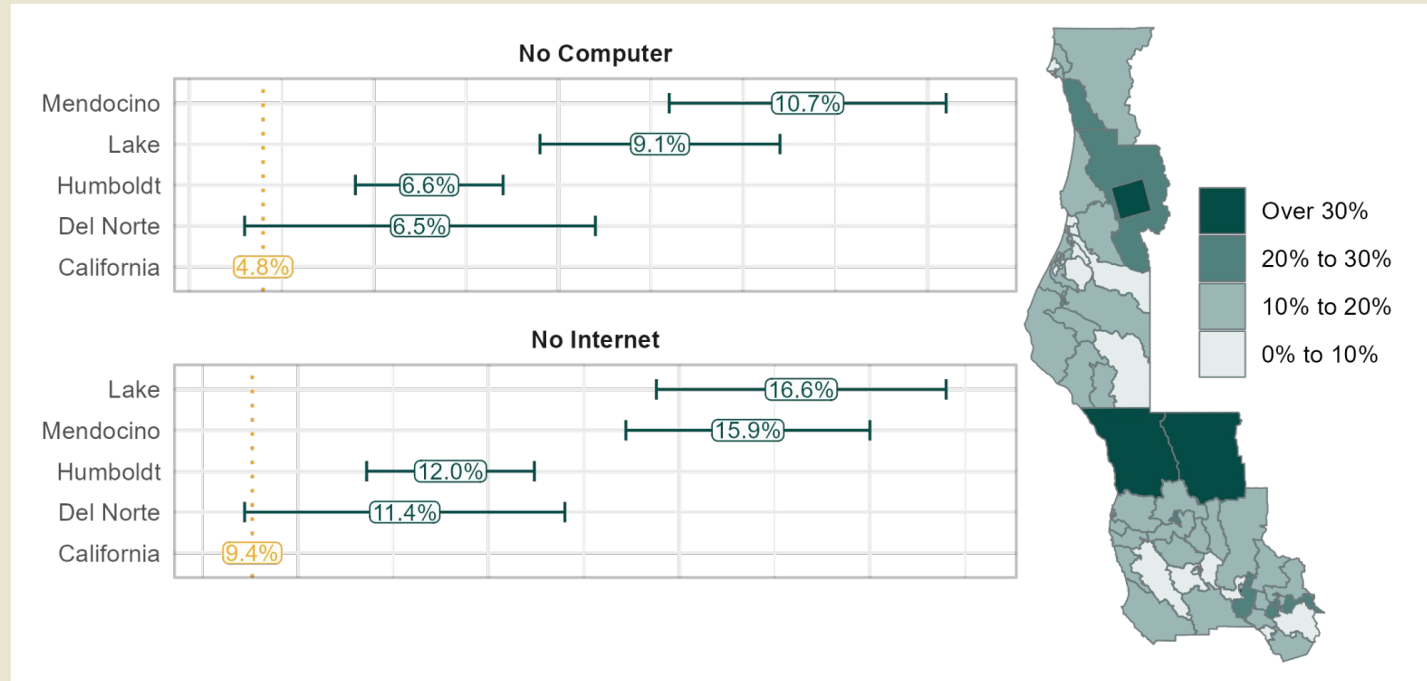 No Computer
Mendocino 10.7%
Lake 9.1%
Humboldt 6.6%
Del Norte 6.5%
California 4.8%
No Internet
Lake 16.6%
Mendocino 15.9%
Humboldt 12.0%
Del Norte 11.4%
California 9.4%
Over 30%
20% to 30%
10% to 20%
0% to 10%